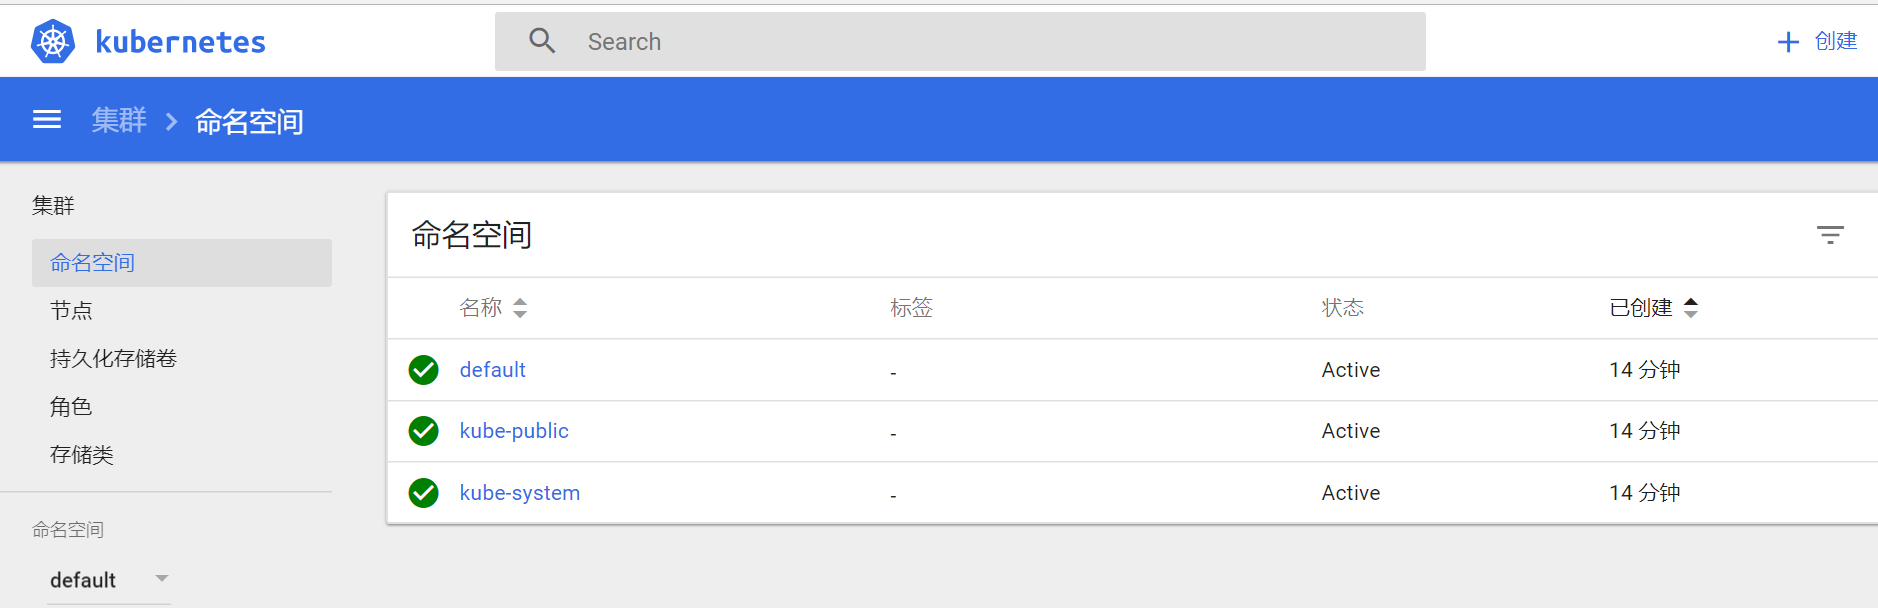 kubernetes
Search
+ 创建
集群 > 命名空间
集群
命名空间
节点
持久化存储卷
角色
存储类
命名空间
default
命名空间
名称 标签 状态 已创建
default - Active 14 分钟
kube-public - Active 14 分钟
kube-system - Active 14 分钟